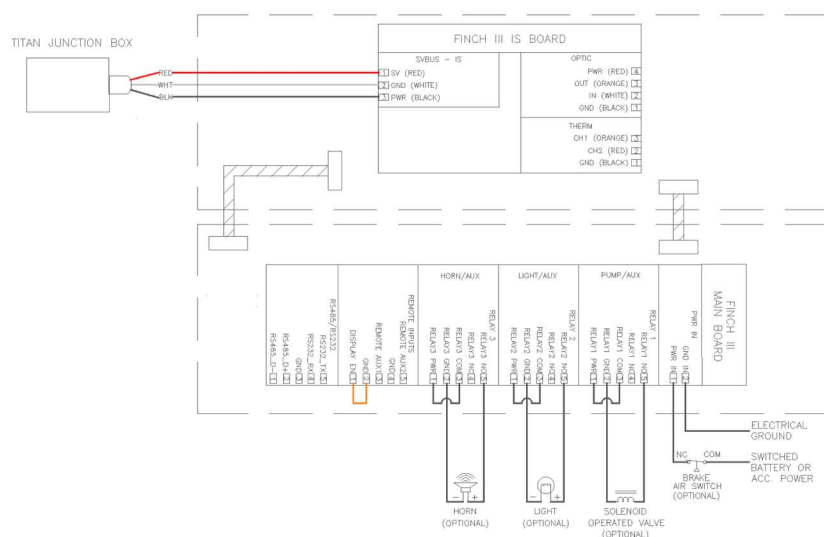 TITAN JUNCTION BOX
RED
WHT
BLK
FINCH III IS BOARD
SVBUS - IS
1 SV (RED)
2 GND (WHITE)
3 PWR (BLACK)
OPTIC
PWR (RED) 4
OUT (ORANGE) 3
IN (WHITE) 2
GND (BLACK) 1
THERM
CH1 (ORANGE) 3
CH2 (RED) 2
GND (BLACK) 1
RS485/RS232
RS232_TX 5
RS232_RX 4
GND 3
RS485_D+ 2
RS485_D- 1
REMOTE INPUTS
REMOTE AUX2 5
GND 4
REMOTE AUX1 3
GND 2
DISPLAY EN 1
HORN/AUX
RELAY 3
RELAY3 NO 5
RELAY3 NC 4
RELAY3 COM 3
RELAY3 GND 2
RELAY3 PWR 1
LIGHT/AUX
RELAY 2
RELAY2 NO 5
RELAY2 NC 4
RELAY2 COM 3
RELAY2 GND 2
RELAY2 PWR 1
PUMP/AUX
RELAY 1
RELAY1 NO 5
RELAY1 NC 4
RELAY1 COM 3
RELAY1 GND 2
RELAY1 PWR 1
PWR IN
GND IN 2
PWR IN 1
FINCH III
MAIN BOARD
ELECTRICAL
GROUND
NC COM
SWITCHED
BATTERY OR
ACC. POWER
BRAKE
AIR SWITCH
(OPTIONAL)
- +
HORN
(OPTIONAL)
- +
LIGHT
(OPTIONAL)
SOLENOID
OPERATED VALVE
(OPTIONAL)